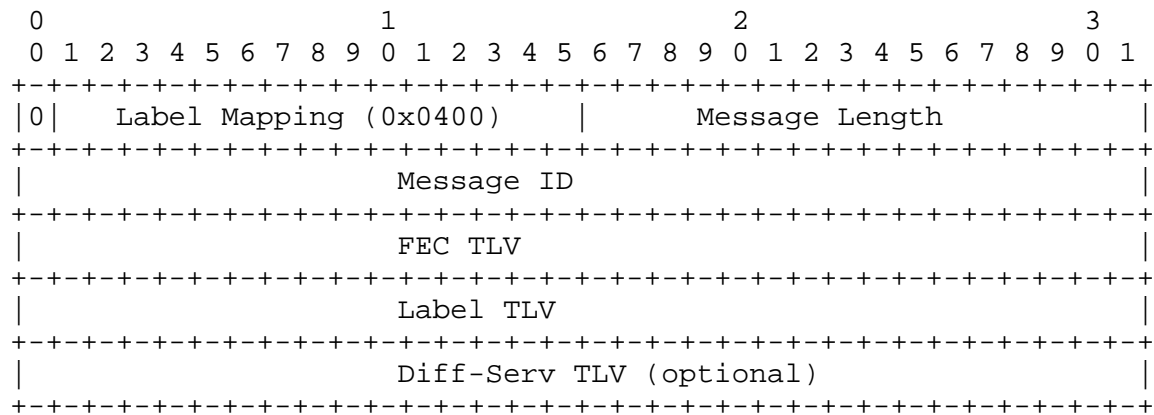 0                   1                   2                   3
 0 1 2 3 4 5 6 7 8 9 0 1 2 3 4 5 6 7 8 9 0 1 2 3 4 5 6 7 8 9 0 1
+-+-+-+-+-+-+-+-+-+-+-+-+-+-+-+-+-+-+-+-+-+-+-+-+-+-+-+-+-+-+-+-+
|0|   Label Mapping (0x0400)    |      Message Length           |
+-+-+-+-+-+-+-+-+-+-+-+-+-+-+-+-+-+-+-+-+-+-+-+-+-+-+-+-+-+-+-+-+
|                     Message ID                                |
+-+-+-+-+-+-+-+-+-+-+-+-+-+-+-+-+-+-+-+-+-+-+-+-+-+-+-+-+-+-+-+-+
|                     FEC TLV                                   |
+-+-+-+-+-+-+-+-+-+-+-+-+-+-+-+-+-+-+-+-+-+-+-+-+-+-+-+-+-+-+-+-+
|                     Label TLV                                 |
+-+-+-+-+-+-+-+-+-+-+-+-+-+-+-+-+-+-+-+-+-+-+-+-+-+-+-+-+-+-+-+-+
|                     Diff-Serv TLV (optional)                  |
+-+-+-+-+-+-+-+-+-+-+-+-+-+-+-+-+-+-+-+-+-+-+-+-+-+-+-+-+-+-+-+-+